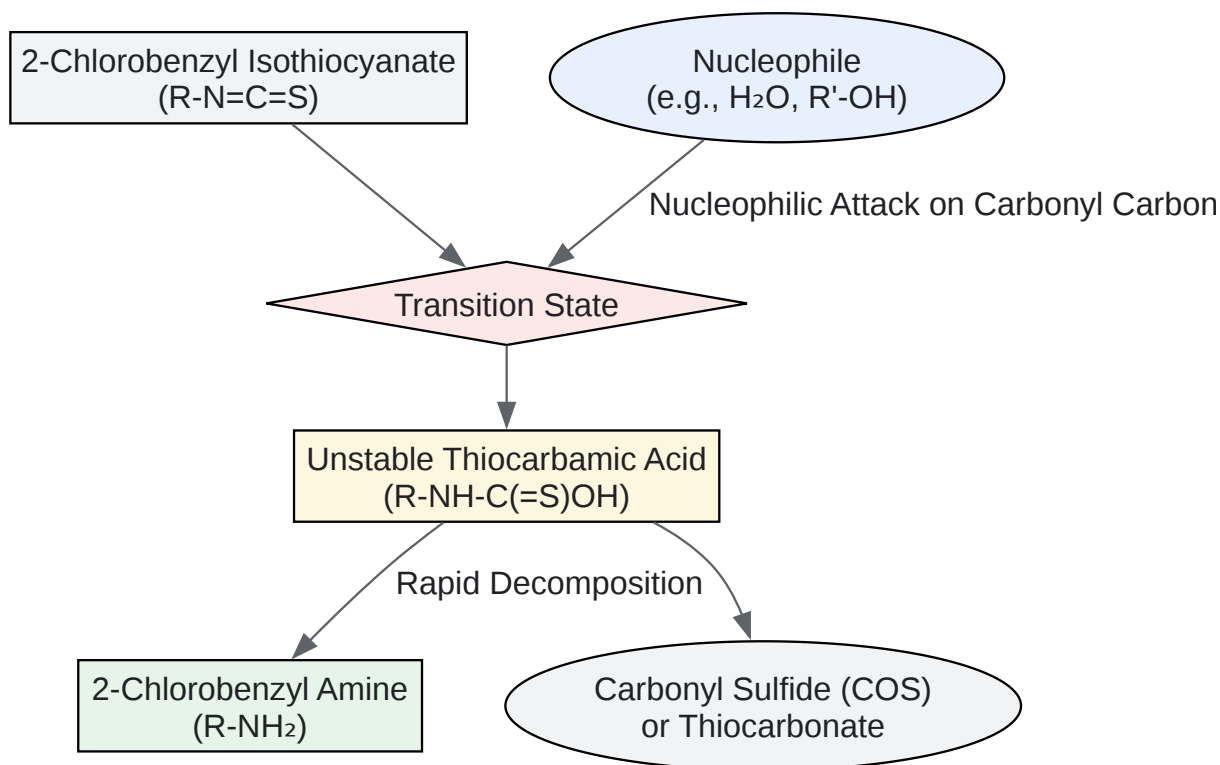 2-Chlorobenzyl Isothiocyanate
(R-N=C=S)
Nucleophile
(e.g., H₂O, R'-OH)
Nucleophilic Attack on Carbonyl Carbon
Transition State
Unstable Thiocarbamic Acid
(R-NH-C(=S)OH)
Rapid Decomposition
2-Chlorobenzyl Amine
(R-NH₂)
Carbonyl Sulfide (COS)
or Thiocarbonate